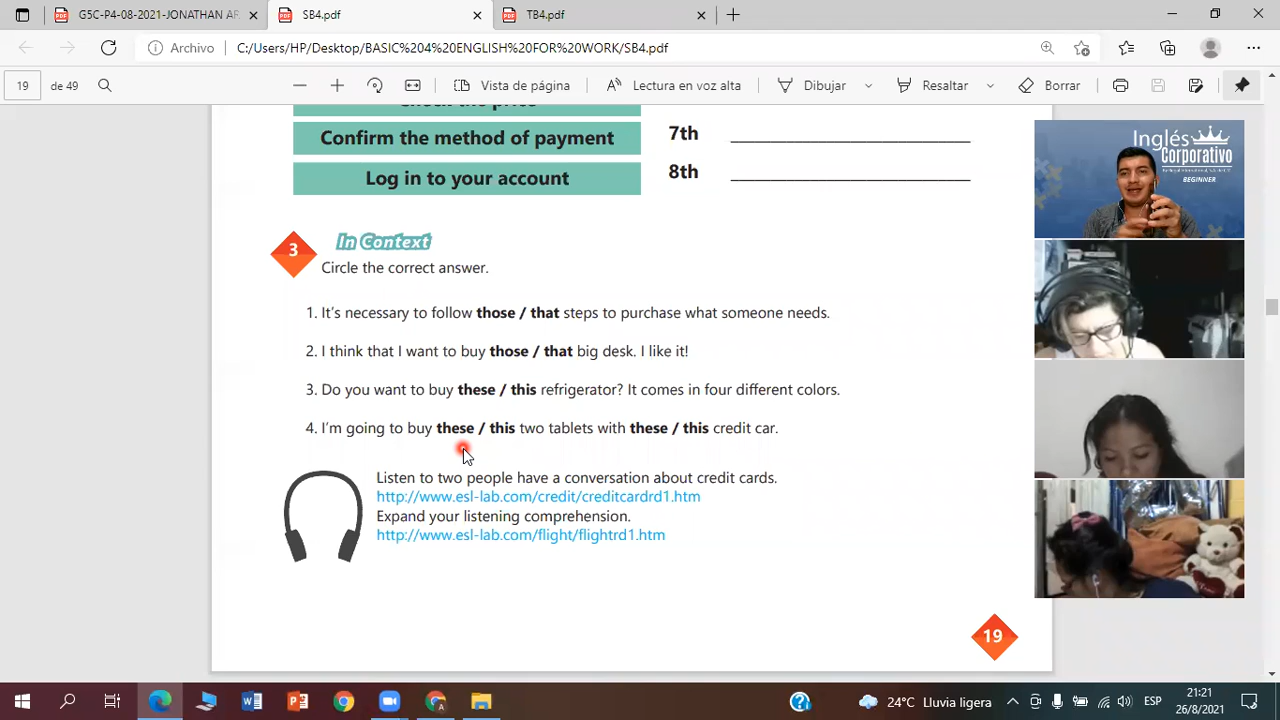 G5C-P4-08-2021-JONATHAN AR
SB4.pdf
TB4.pdf
Archivo
C:/Users/HP/Desktop/BASIC%204%20ENGLISH%20FOR%20WORK/SB4.pdf
19
de 49
Vista de página
Lectura en voz alta
Dibujar
Resaltar
Borrar
Check the price
Confirm the method of payment
7th
Log in to your account
8th
3
In Context
Circle the correct answer.
1. It's necessary to follow those / that steps to purchase what someone needs.
2. I think that I want to buy those / that big desk. I like it!
3. Do you want to buy these / this refrigerator? It comes in four different colors.
4. I'm going to buy these / this two tablets with these / this credit car.
Listen to two people have a conversation about credit cards.
http://www.esl-lab.com/credit/creditcardrd1.htm
Expand your listening comprehension.
http://www.esl-lab.com/flight/flightrd1.htm
19
Inglés
Corporativo
BEGINNER
24°C Lluvia ligera
ESP
21:21
26/8/2021